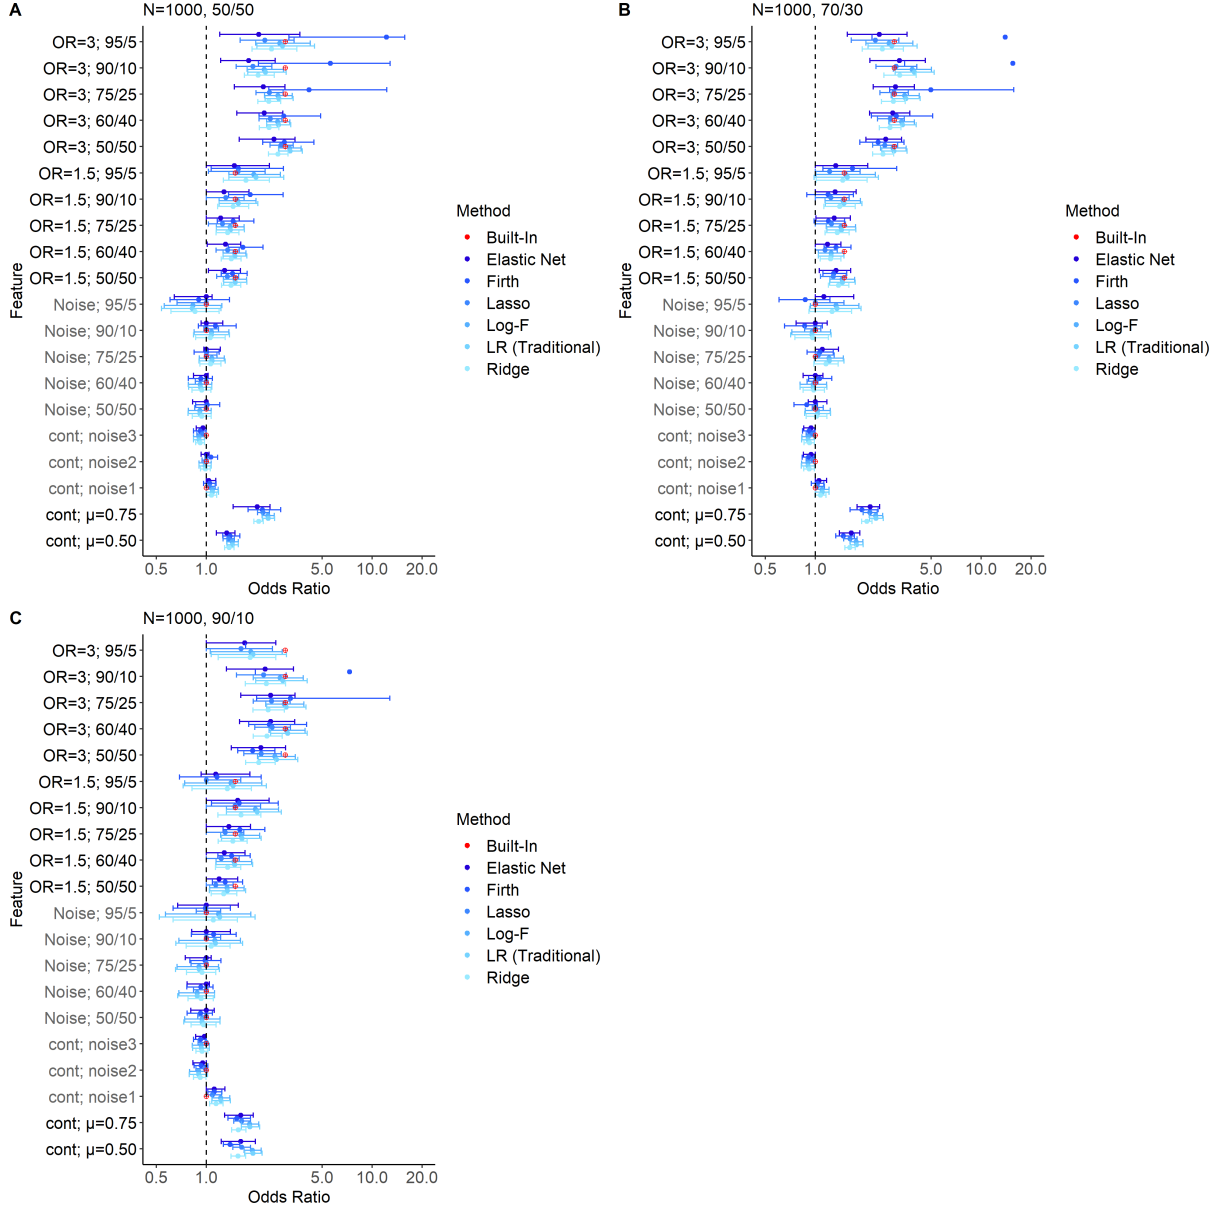 A
N=1000, 50/50
OR=3; 95/5
OR=3; 90/10
OR=3; 75/25
OR=3; 60/40
OR=3; 50/50
OR=1.5; 95/5
OR=1.5; 90/10
OR=1.5; 75/25
OR=1.5; 60/40
OR=1.5; 50/50
Noise; 95/5
Noise; 90/10
Noise; 75/25
Noise; 60/40
Noise; 50/50
cont; noise3
cont; noise2
cont; noise1
cont; µ=0.75
cont; µ=0.50
Feature
0.5 1.0 5.0 10.0 20.0
Odds Ratio
Method
Built-In
Elastic Net
Firth
Lasso
Log-F
LR (Traditional)
Ridge
B
N=1000, 70/30
OR=3; 95/5
OR=3; 90/10
OR=3; 75/25
OR=3; 60/40
OR=3; 50/50
OR=1.5; 95/5
OR=1.5; 90/10
OR=1.5; 75/25
OR=1.5; 60/40
OR=1.5; 50/50
Noise; 95/5
Noise; 90/10
Noise; 75/25
Noise; 60/40
Noise; 50/50
cont; noise3
cont; noise2
cont; noise1
cont; µ=0.75
cont; µ=0.50
Feature
0.5 1.0 5.0 10.0 20.0
Odds Ratio
Method
Built-In
Elastic Net
Firth
Lasso
Log-F
LR (Traditional)
Ridge
C
N=1000, 90/10
OR=3; 95/5
OR=3; 90/10
OR=3; 75/25
OR=3; 60/40
OR=3; 50/50
OR=1.5; 95/5
OR=1.5; 90/10
OR=1.5; 75/25
OR=1.5; 60/40
OR=1.5; 50/50
Noise; 95/5
Noise; 90/10
Noise; 75/25
Noise; 60/40
Noise; 50/50
cont; noise3
cont; noise2
cont; noise1
cont; µ=0.75
cont; µ=0.50
Feature
0.5 1.0 5.0 10.0 20.0
Odds Ratio
Method
Built-In
Elastic Net
Firth
Lasso
Log-F
LR (Traditional)
Ridge